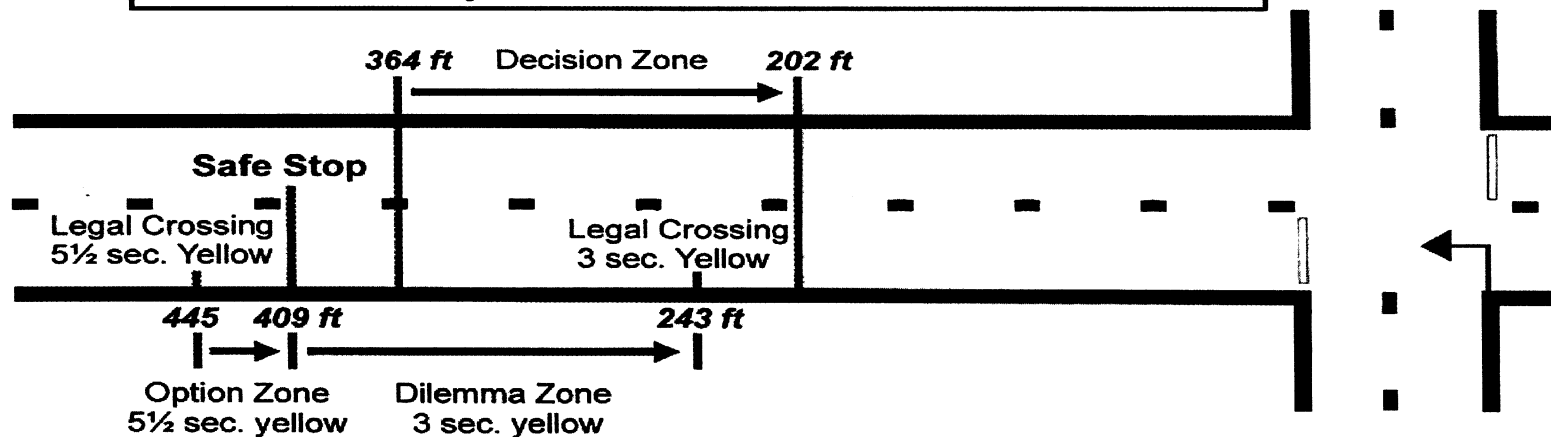 364 ft Decision Zone 202 ft
Safe Stop
Legal Crossing
5½ sec. Yellow
Legal Crossing
3 sec. Yellow
445 409 ft 243 ft
Option Zone
5½ sec. yellow
Dilemma Zone
3 sec. yellow